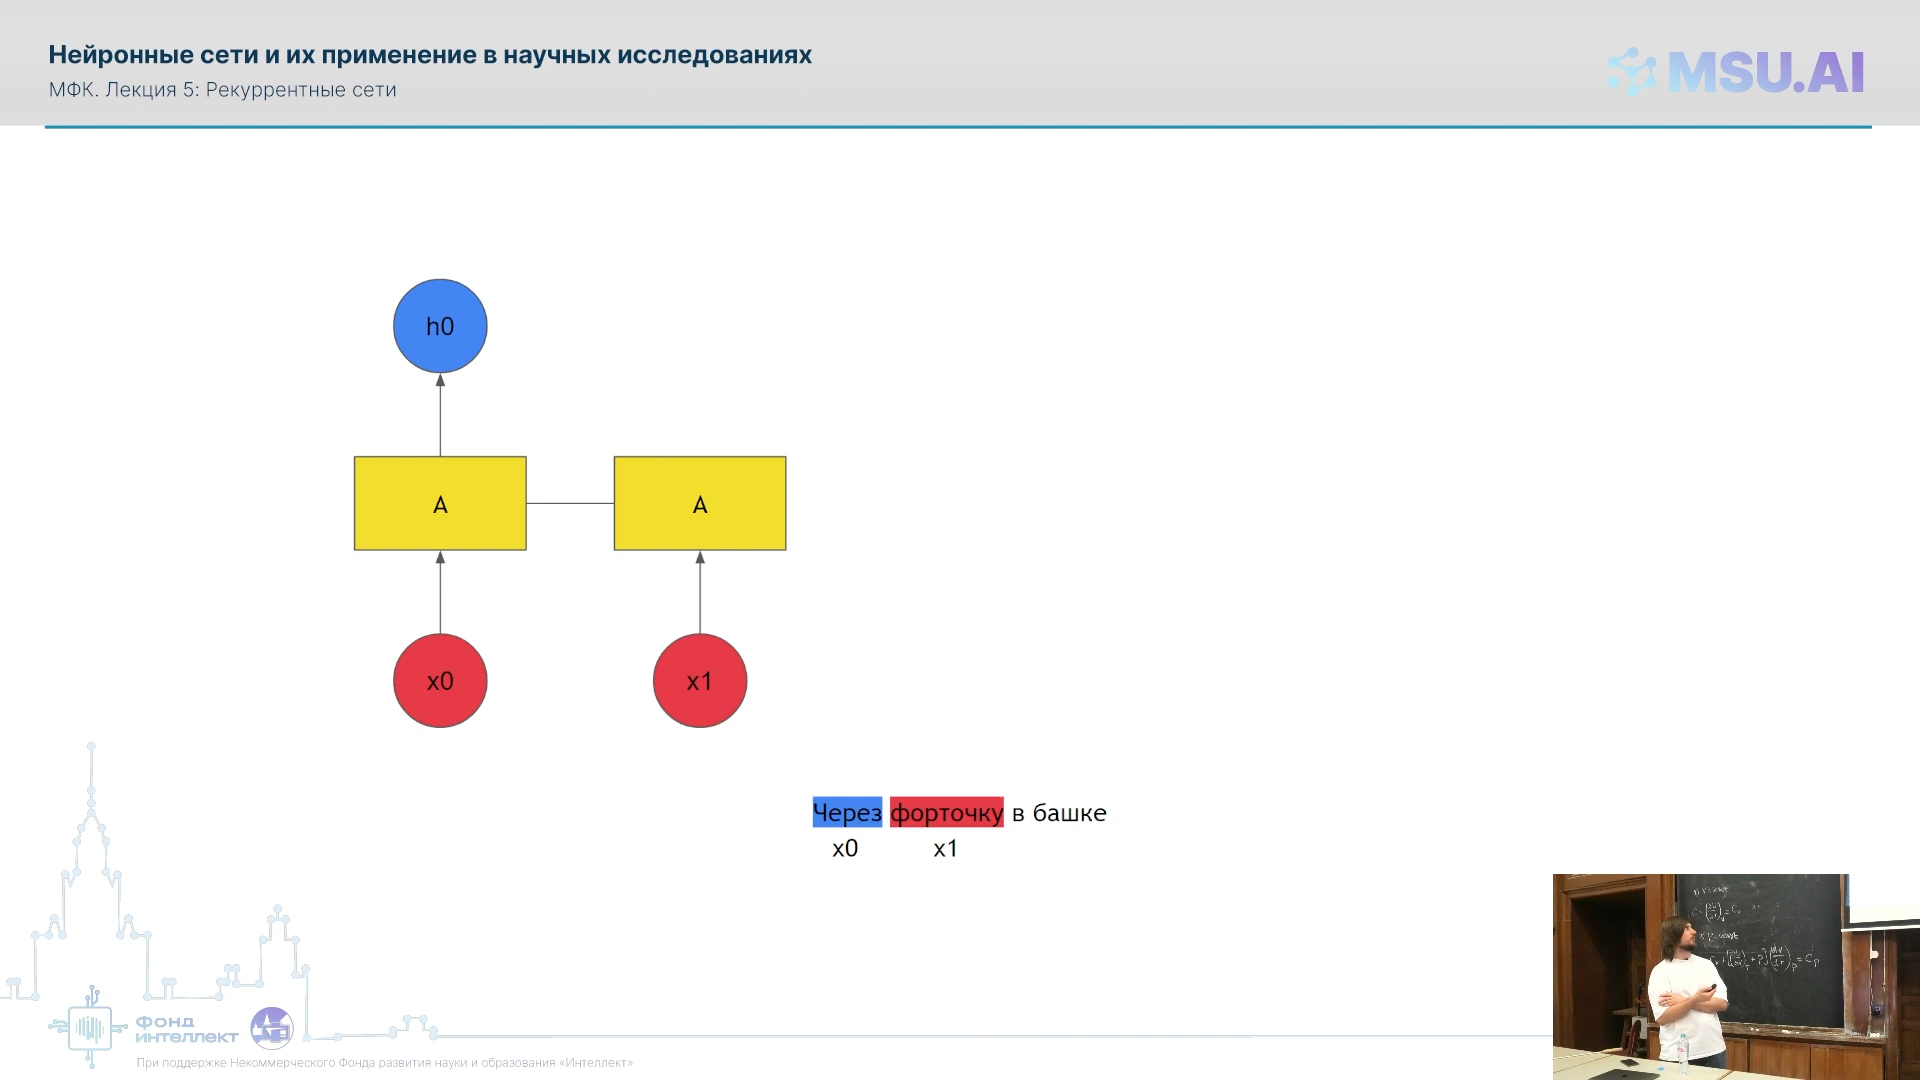 Нейронные сети и их применение в научных исследованиях
МФК. Лекция 5: Рекуррентные сети
MSU.AI
h0
A A
x0 x1
Через форточку в башке
x0 x1
Фонд
интеллект
При поддержке Некоммерческого Фонда развития науки и образования «Интеллект»